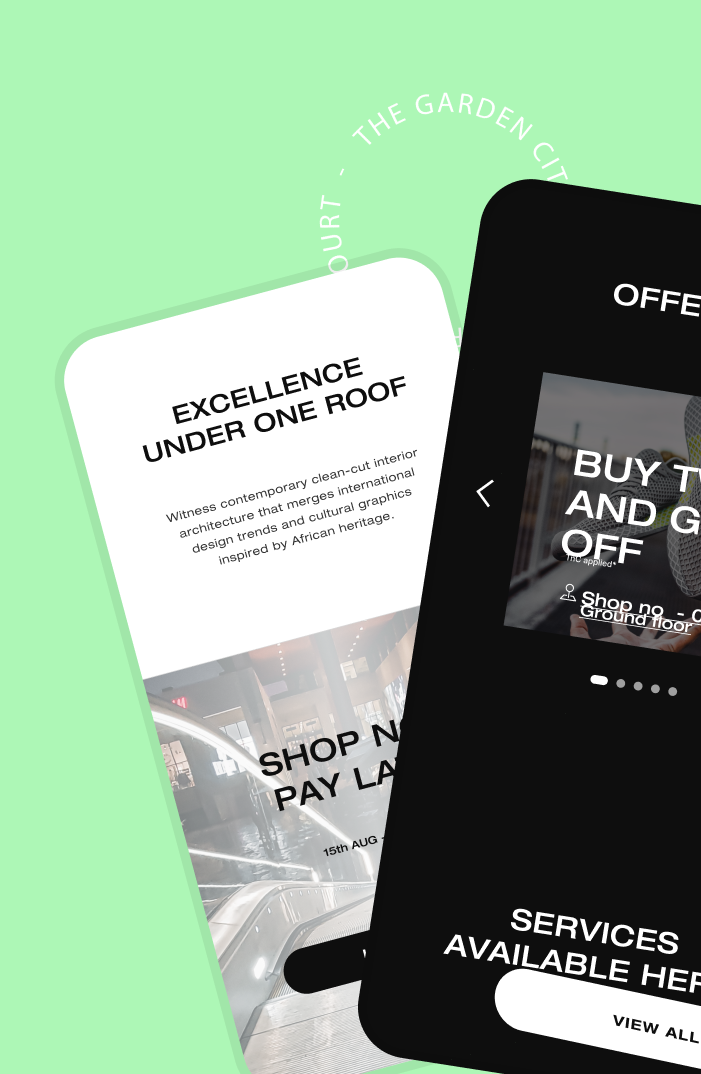 OURT - THE GARDEN CIT
EXCELLENCE
UNDER ONE ROOF
Witness contemporary clean-cut interior
architecture that merges international
design trends and cultural graphics
inspired by African heritage.
SHOP
PAY
15th AUG -
OFFE
BUY
AND G
OFF
TnC applied*
Shop no - 0
Ground floor
SERVICES
AVAILABLE HER
VIEW ALL